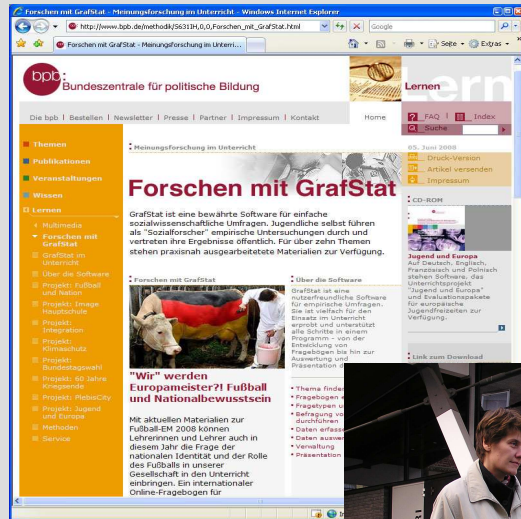 Forschen mit GrafStat - Meinungsforschung im Unterricht - Windows Internet Explorer
http://www.bpb.de/methodik/5631IH,0,0,Forschen_mit_GrafStat.html
Google
Forschen mit GrafStat - Meinungsforschung im Unterri...
Seite
Extras
bpb:
Bundeszentrale für politische Bildung
Lernen
Die bpb | Bestellen | Newsletter | Presse | Partner | Impressum | Kontakt
Home
FAQ | Index
Suche
Themen
Publikationen
Veranstaltungen
Wissen
Lernen
Multimedia
Forschen mit
GrafStat
GrafStat im
Unterricht
Über die Software
Projekt: Fußball
und Nation
Projekt: Image
Hauptschule
Projekt:
Integration
Projekt:
Klimaschutz
Projekt:
Bundestagswahl
Projekt: 60 Jahre
Kriegsende
Projekt: PlebisCity
Projekt: Jugend
und Europa
Methoden
Service
Meinungsforschung im Unterricht
Forschen mit GrafStat
GrafStat ist eine bewährte Software für einfache
sozialwissenschaftliche Umfragen. Jugendliche selbst führen
als "Sozialforscher" empirische Untersuchungen durch und
vertreten ihre Ergebnisse öffentlich. Für über zehn Themen
stehen praxisnah ausgearbeitete Materialien zur Verfügung.
Forschen mit GrafStat
"Wir" werden
Europameister?! Fußball
und Nationalbewusstsein
Mit aktuellen Materialien zur
Fußball-EM 2008 können
Lehrerinnen und Lehrer auch in
diesem Jahr die Frage der
nationalen Identität und der Rolle
des Fußballs in unserer
Gesellschaft in den Unterricht
einbringen. Ein internationaler
Online-Fragebogen für
Über die Software
GrafStat ist eine
nutzerfreundliche Software
für empirische Umfragen.
Sie ist vielfach für den
Einsatz im Unterricht
erprobt und unterstützt
alle Schritte in einem
Programm - von der
Entwicklung von
Fragebögen bis hin zur
Auswertung und
Präsentation
Thema finden
Fragebogen
Fragetypen
Befragung
durchführen
Daten
Daten
Verwaltung
Präsentation
Juni 2008
Druck-Version
Artikel versenden
Impressum
CD-ROM
Jugend und Europa
Auf Deutsch, Englisch,
Französisch und Polnisch
stehen Software, das
Unterrichtsprojekt
"Jugend und Europa"
und Evaluationspakete
für europäische
Jugendfreizeiten zur
Verfügung.
Link zum Download